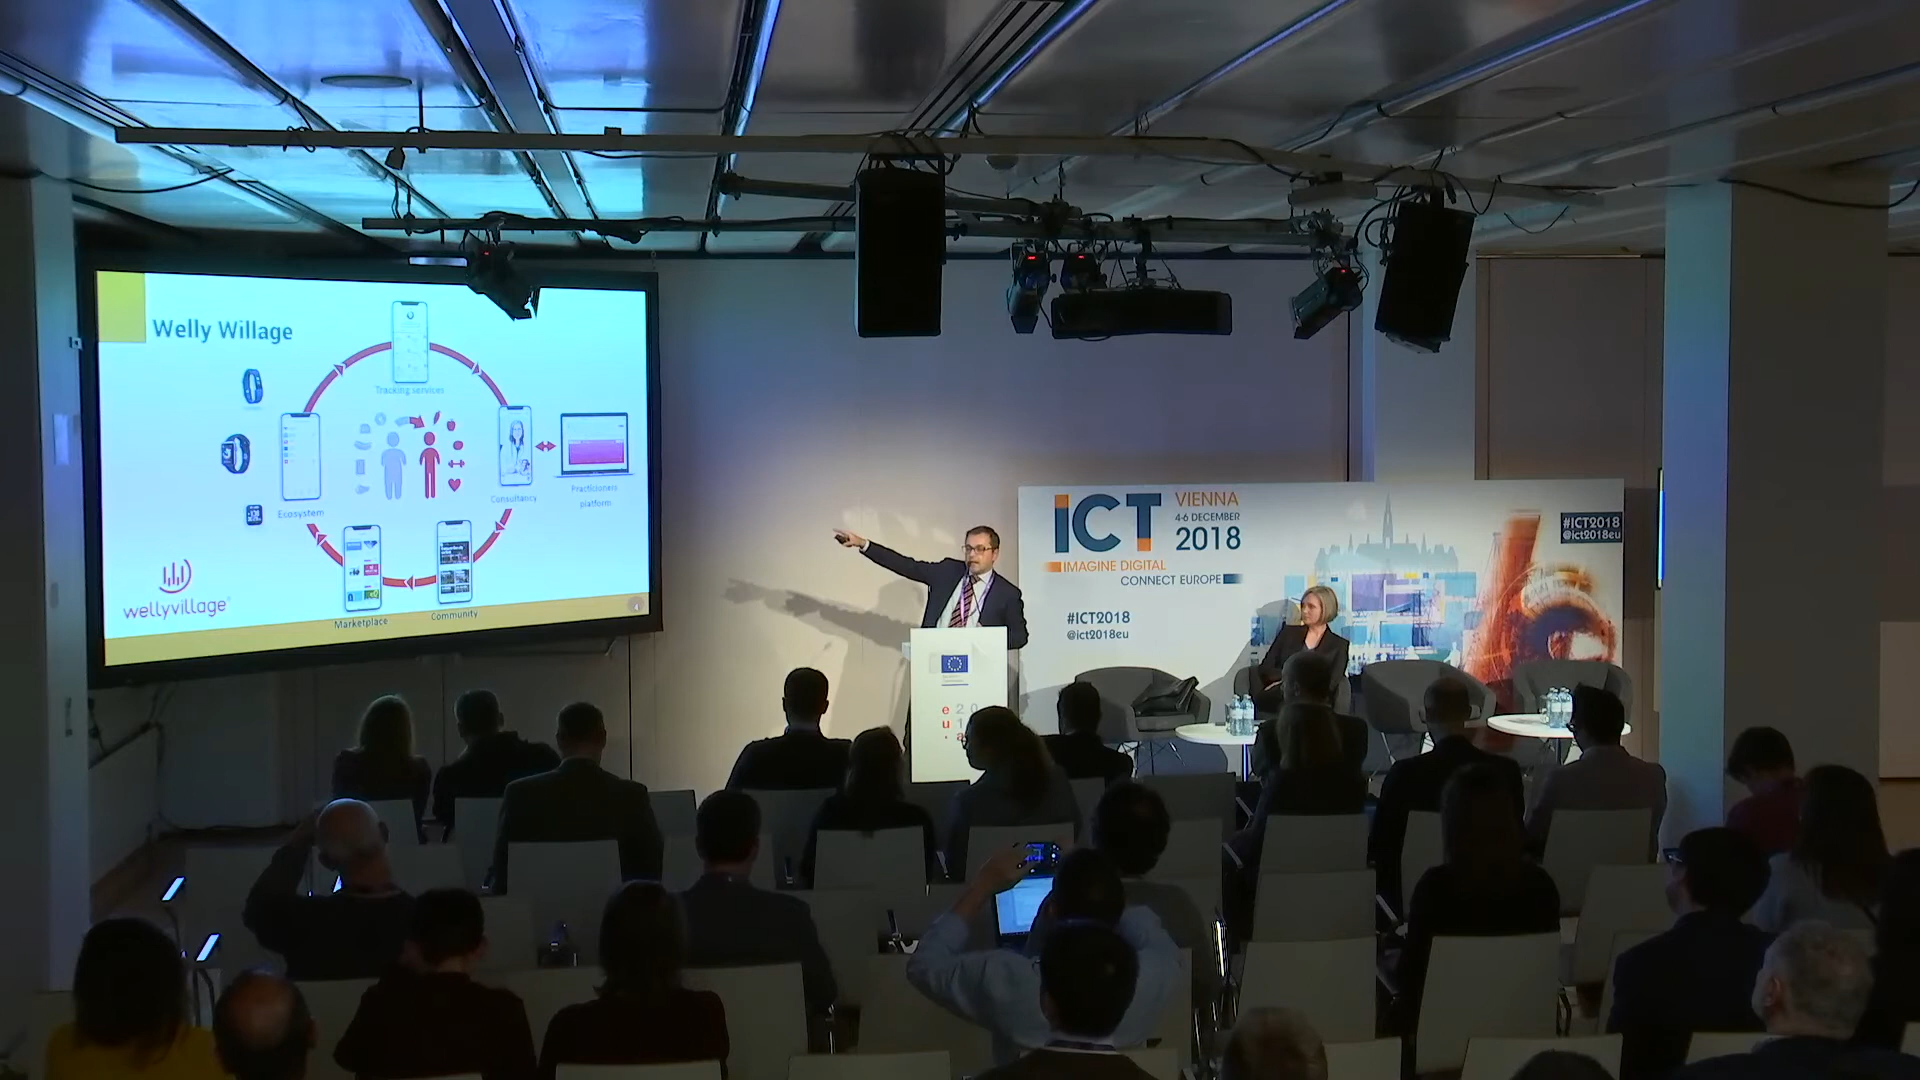 Welly Willage
Tracking services
Ecosystem
Consultancy
Practicioners
platform
Marketplace
Community
wellyvillage
4
ICT
VIENNA
4-6 DECEMBER
2018
IMAGINE DIGITAL
CONNECT EUROPE
#ICT2018
@ict2018eu
#ICT2018
@ict2018eu